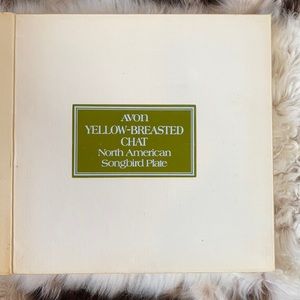 AVON
YELLOW-BREASTED
CHAT
North American
Songbird Plate